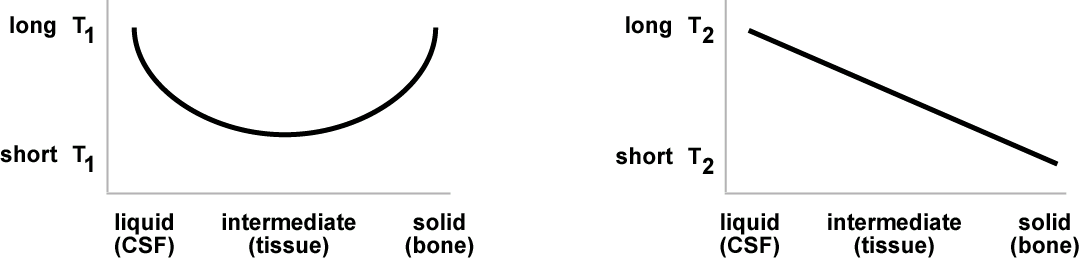 long T1
short T1
liquid
(CSF)
intermediate
(tissue)
solid
(bone)
long T2
short T2
liquid
(CSF)
intermediate
(tissue)
solid
(bone)